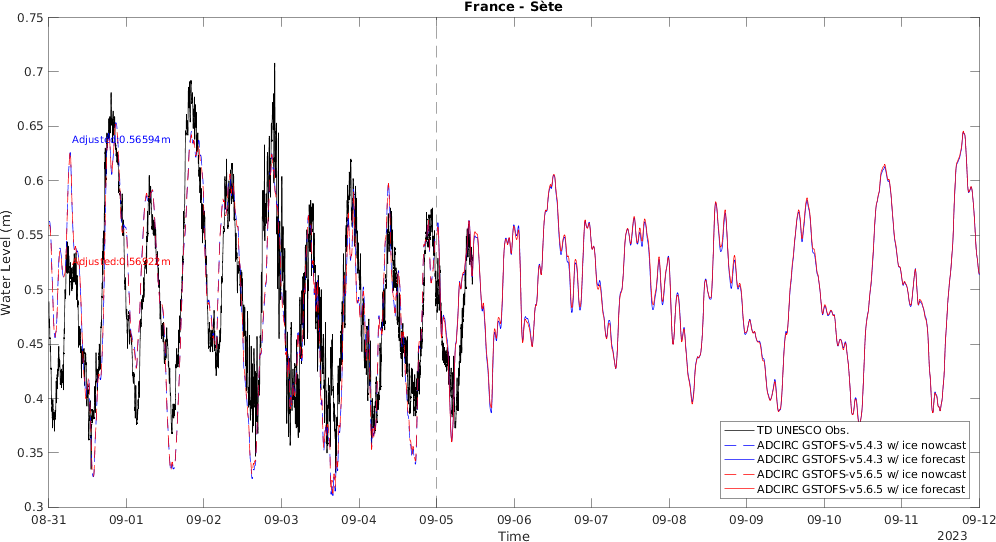 France - Sète
0.75
0.7
0.65
0.6
0.55
0.5
0.45
0.4
0.35
0.3
Water Level (m)
Adjusted:0.56594m
Adjusted:0.56922m
TD UNESCO Obs.
ADCIRC GSTOFS-v5.4.3 w/ ice nowcast
ADCIRC GSTOFS-v5.4.3 w/ ice forecast
ADCIRC GSTOFS-v5.6.5 w/ ice nowcast
ADCIRC GSTOFS-v5.6.5 w/ ice forecast
08-31 09-01 09-02 09-03 09-04 09-05 09-06 09-07 09-08 09-09 09-10 09-11 09-12
Time
2023